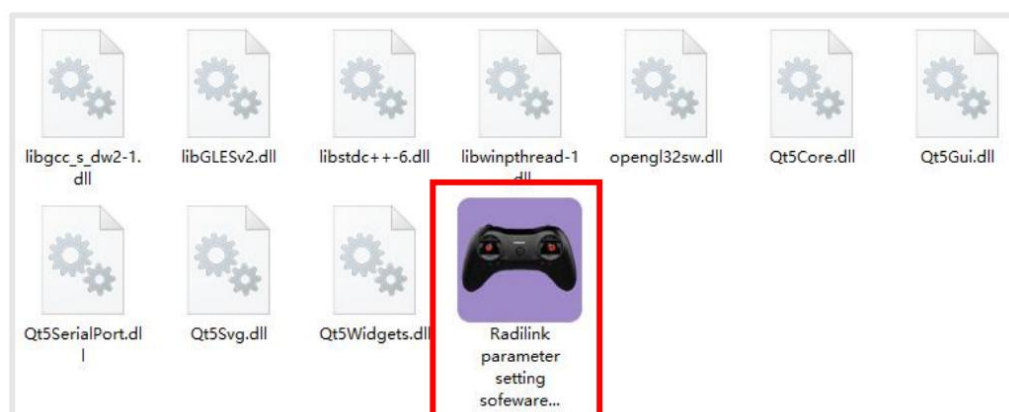 libgcc_s_dw2-1.
dll
libGLESv2.dll
libstdc++-6.dll
libwinpthread-1
.dll
opengl32sw.dll
Qt5Core.dll
Qt5Gui.dll
Qt5SerialPort.dl
l
Qt5Svg.dll
Qt5Widgets.dll
Radilink
parameter
setting
sofeware...